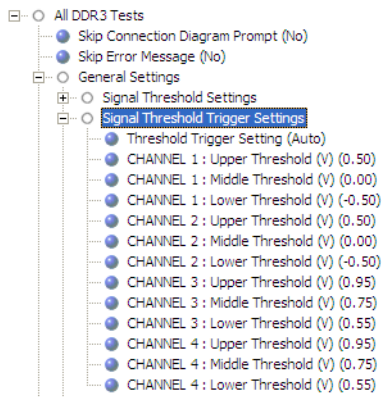 All DDR3 Tests
Skip Connection Diagram Prompt (No)
Skip Error Message (No)
General Settings
Signal Threshold Settings
Signal Threshold Trigger Settings
Threshold Trigger Setting (Auto)
CHANNEL 1 : Upper Threshold (V) (0.50)
CHANNEL 1 : Middle Threshold (V) (0.00)
CHANNEL 1 : Lower Threshold (V) (-0.50)
CHANNEL 2 : Upper Threshold (V) (0.50)
CHANNEL 2 : Middle Threshold (V) (0.00)
CHANNEL 2 : Lower Threshold (V) (-0.50)
CHANNEL 3 : Upper Threshold (V) (0.95)
CHANNEL 3 : Middle Threshold (V) (0.75)
CHANNEL 3 : Lower Threshold (V) (0.55)
CHANNEL 4 : Upper Threshold (V) (0.95)
CHANNEL 4 : Middle Threshold (V) (0.75)
CHANNEL 4 : Lower Threshold (V) (0.55)